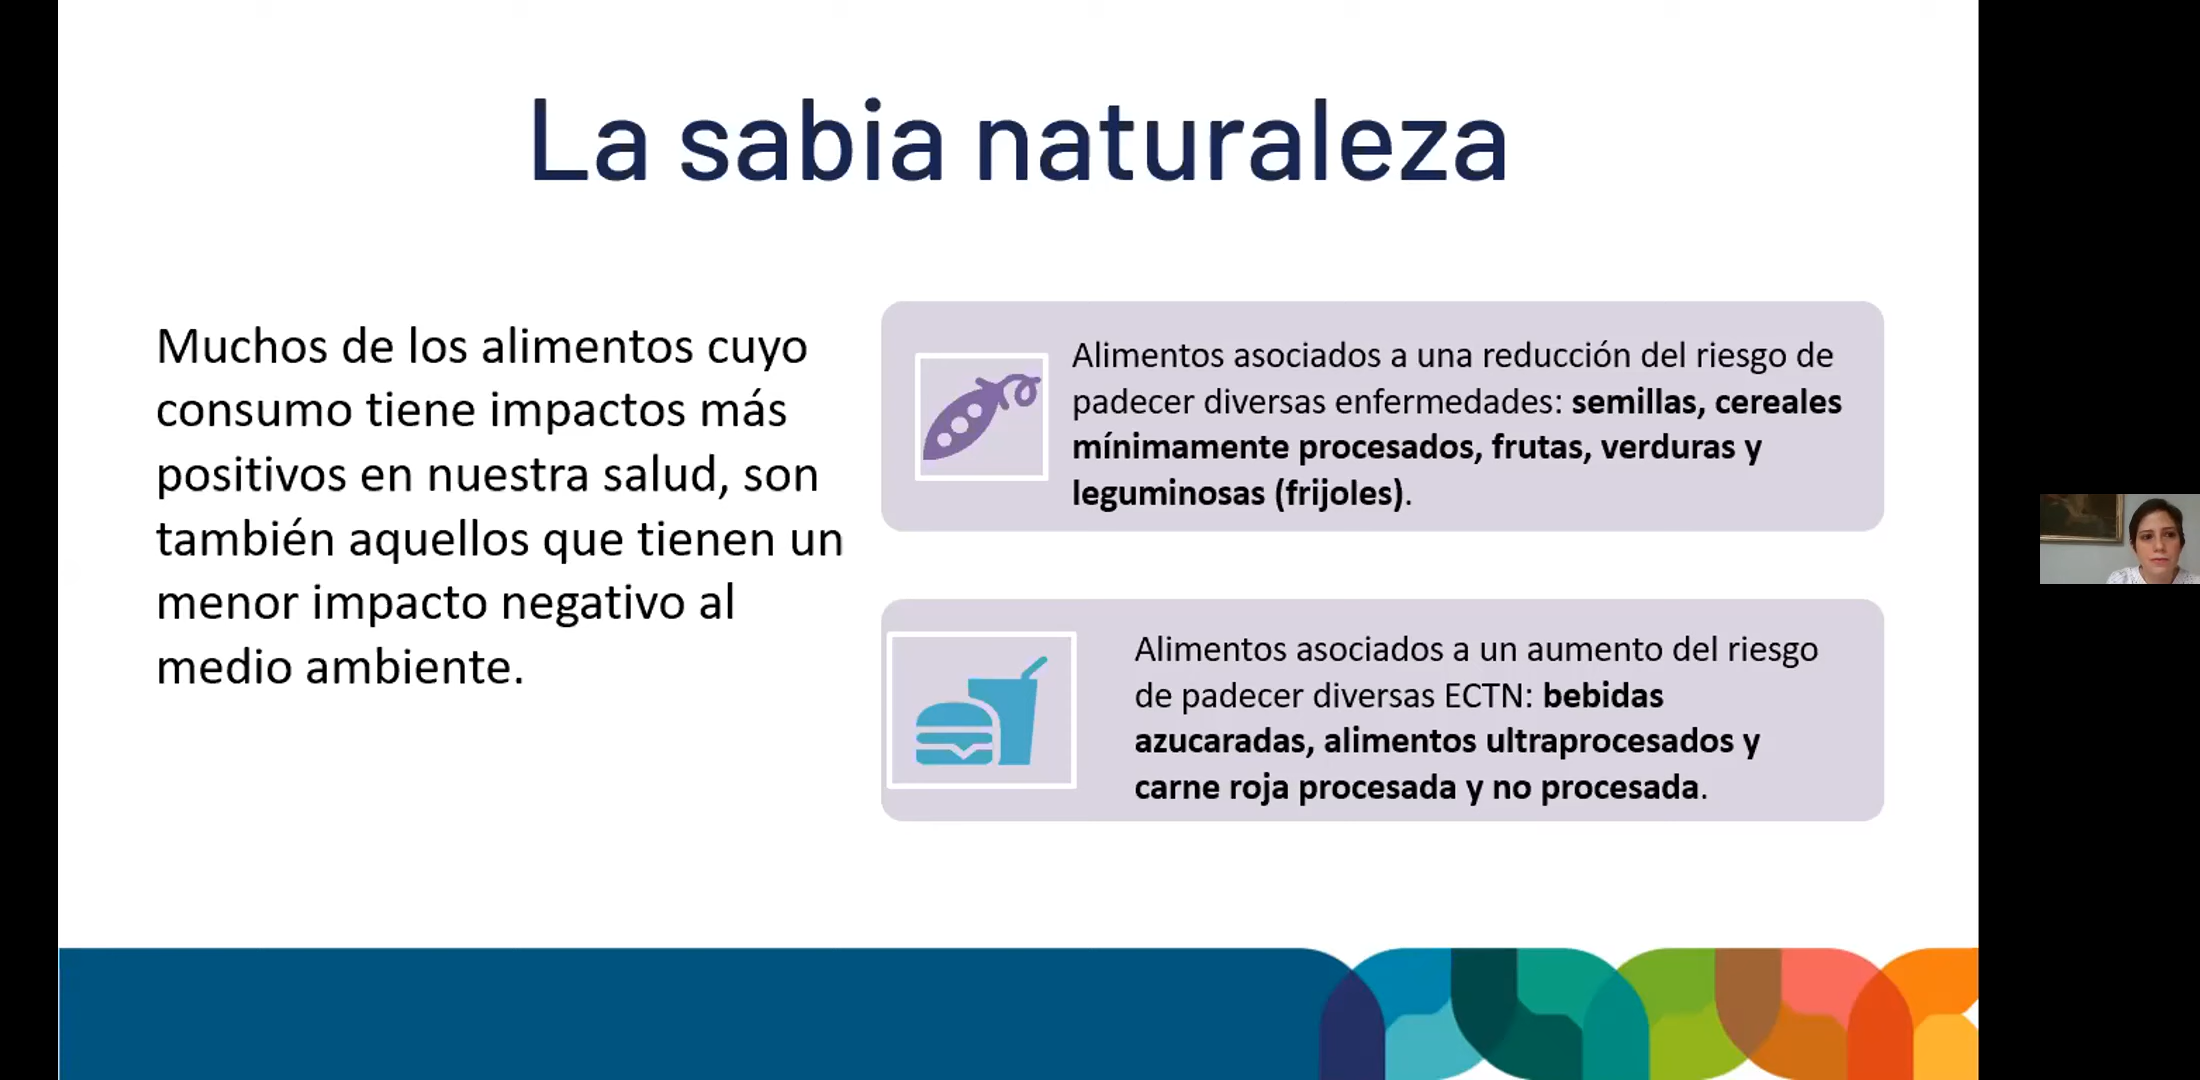 La sabia naturaleza
Muchos de los alimentos cuyo
consumo tiene impactos más
positivos en nuestra salud, son
también aquellos que tienen un
menor impacto negativo al
medio ambiente.
Alimentos asociados a una reducción del riesgo de
padecer diversas enfermedades: semillas, cereales
mínimamente procesados, frutas, verduras y
leguminosas (frijoles).
Alimentos asociados a un aumento del riesgo
de padecer diversas ECTN: bebidas
azucaradas, alimentos ultraprocesados y
carne roja procesada y no procesada.